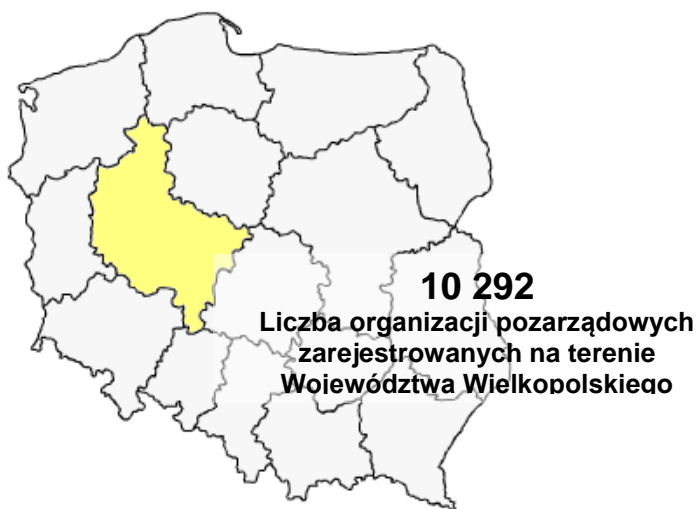 10 292
Liczba organizacji pozarządowych
zarejestrowanych na terenie
Województwa Wielkopolskiego